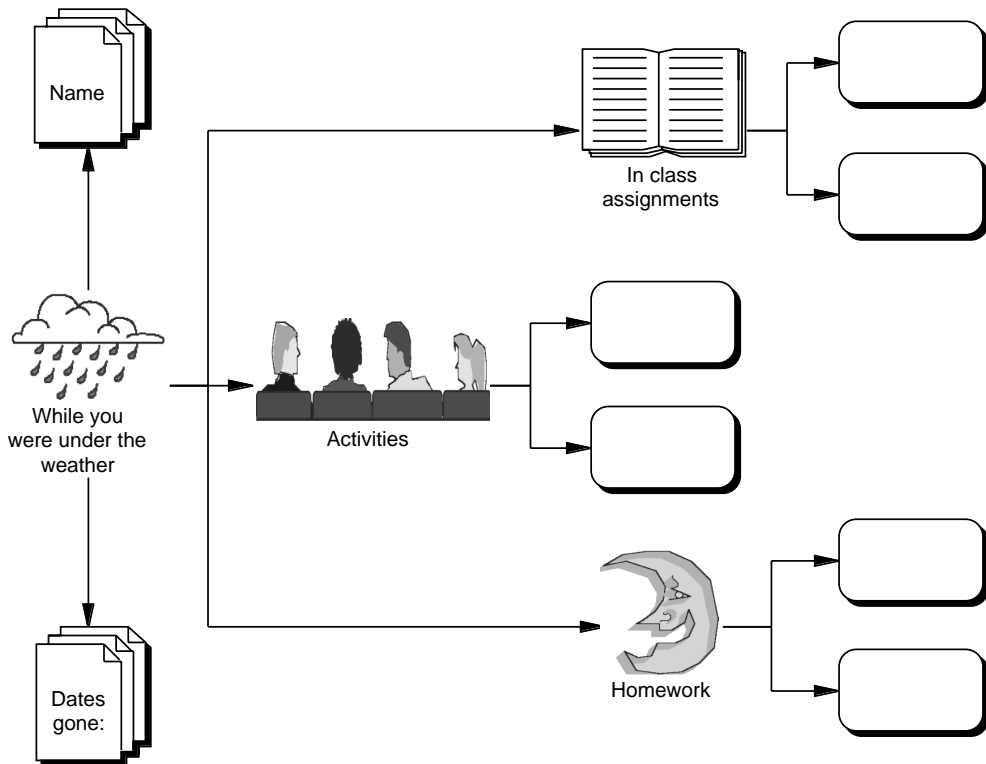 Name
In class
assignments
While you
were under the
weather
Activities
Dates
gone:
Homework